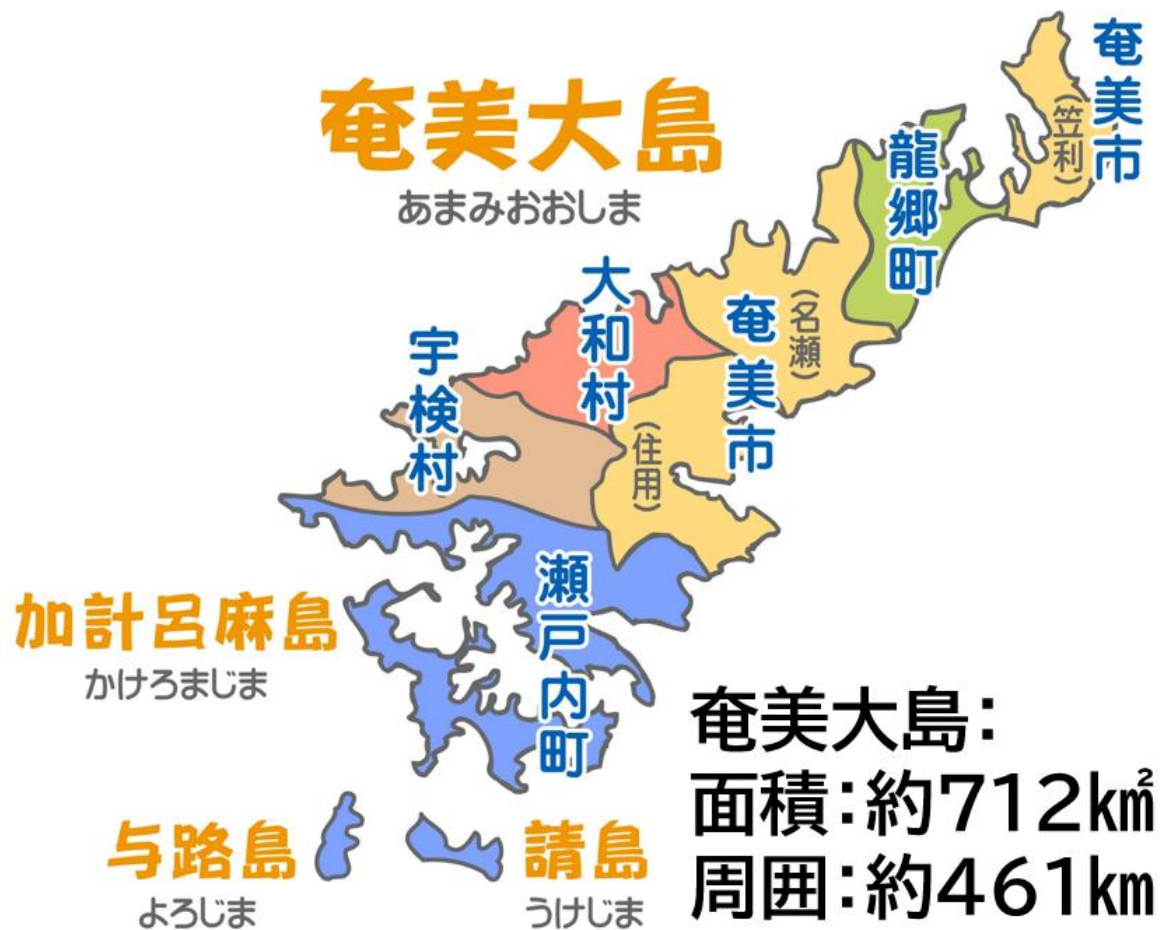 奄美大島
あまみおおしま
奄美市
(笠利)
龍郷町
大和村
奄美市
(名瀬)
(住用)
宇検村
瀬戸内町
加計呂麻島
かけろまじま
与路島
よろじま
請島
うけじま
奄美大島：
面積：約712㎢
周囲：約461㎞